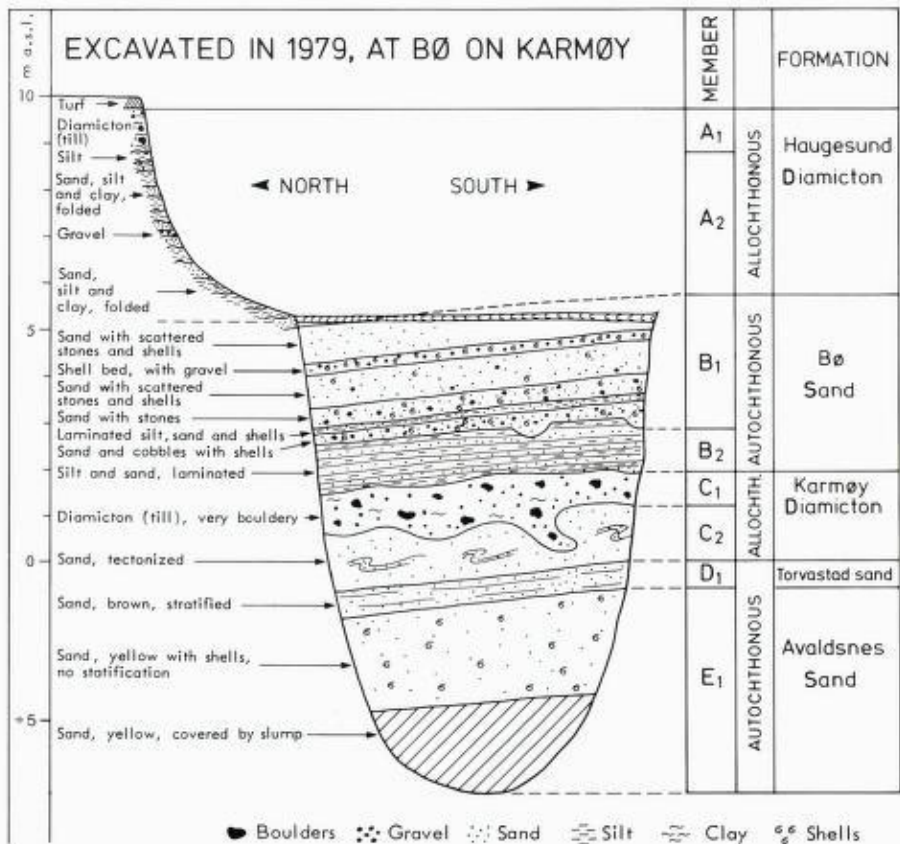 m a.s.l.
EXCAVATED IN 1979, AT BØ ON KARMØY
MEMBER
FORMATION
10
Turf
Diamicton
(till)
Silt
Sand, silt
and clay,
folded
Gravel
Sand,
silt and
clay, folded
5
Sand with scattered
stones and shells
Shell bed, with gravel
Sand with scattered
stones and shells
Sand with stones
Laminated silt, sand and shells
Sand and cobbles with shells
Silt and sand, laminated
Diamicton (till), very bouldery
0
Sand, tectonized
Sand, brown, stratified
Sand, yellow with shells,
no statification
÷5
Sand, yellow, covered by slump
NORTH
SOUTH
A1
A2
B1
B2
C1
C2
D1
E1
ALLOCHTHONOUS
AUTOCHTHONOUS
ALLOCHTH.
AUTOCHTHONOUS
Haugesund
Diamicton
Bø
Sand
Karmøy
Diamicton
Torvastad sand
Avaldsnes
Sand
Boulders Gravel Sand Silt Clay Shells